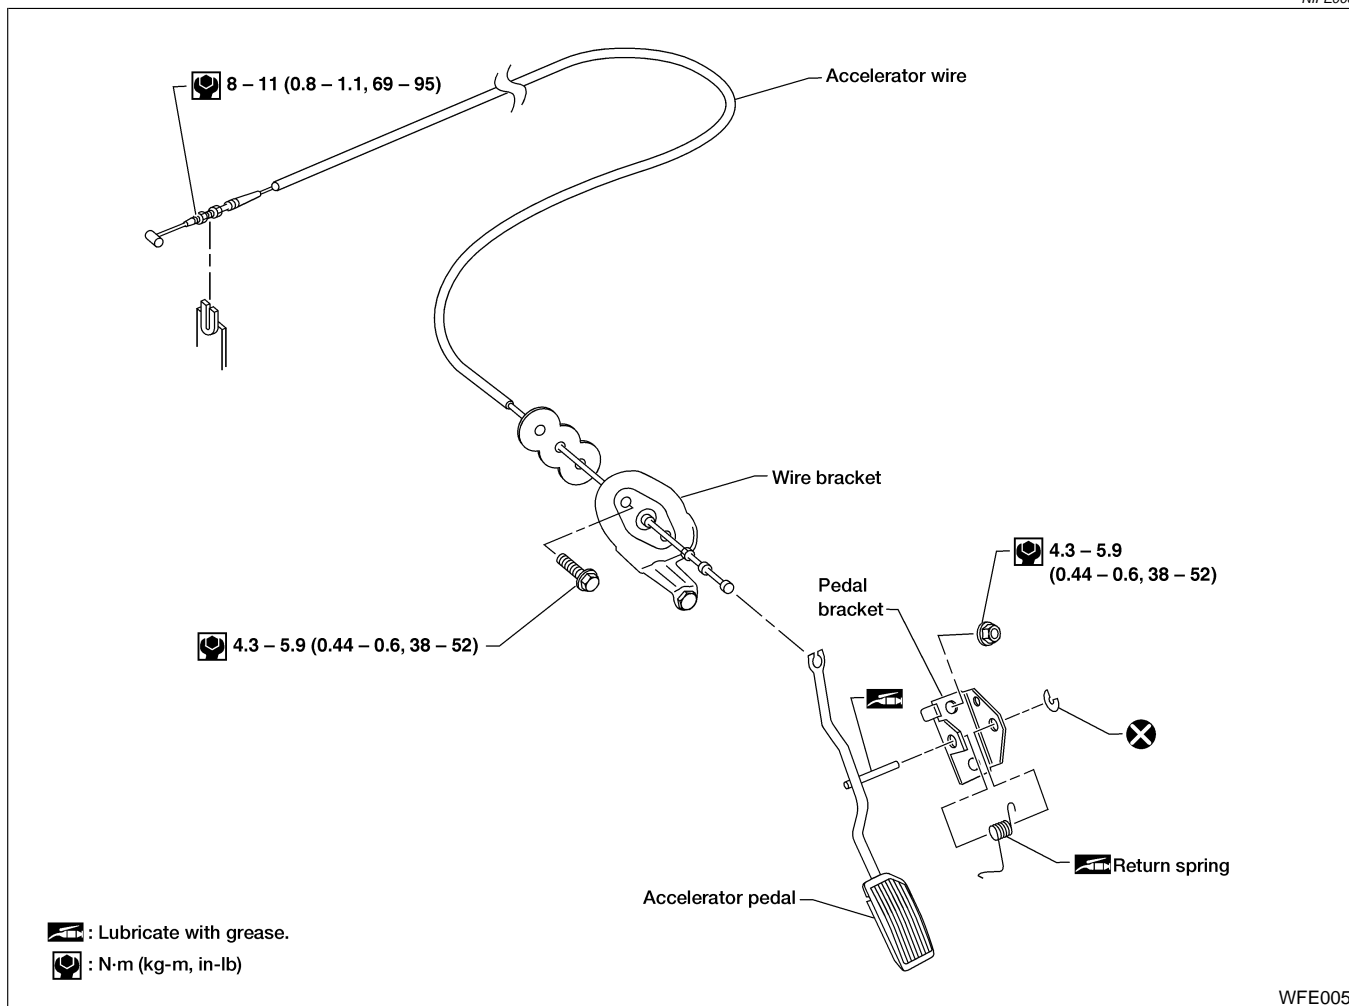 8 – 11 (0.8 – 1.1, 69 – 95)
Accelerator wire
Wire bracket
4.3 – 5.9
(0.44 – 0.6, 38 – 52)
Pedal
bracket
4.3 – 5.9 (0.44 – 0.6, 38 – 52)
Return spring
Accelerator pedal
: Lubricate with grease.
: N·m (kg-m, in-lb)
WFE005